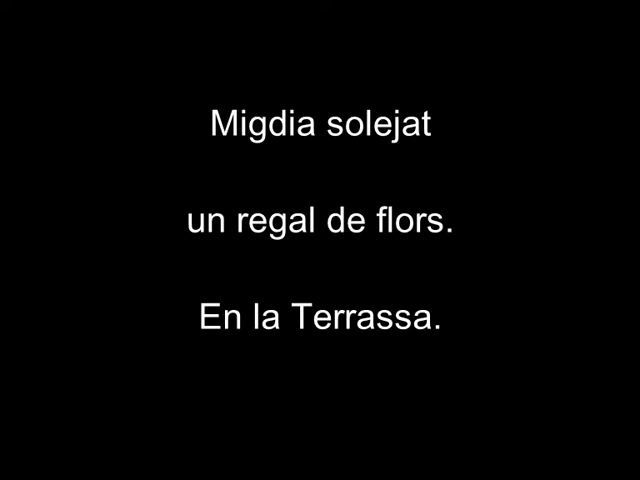 Migdia solejat
un regal de flors.
En la Terrassa.